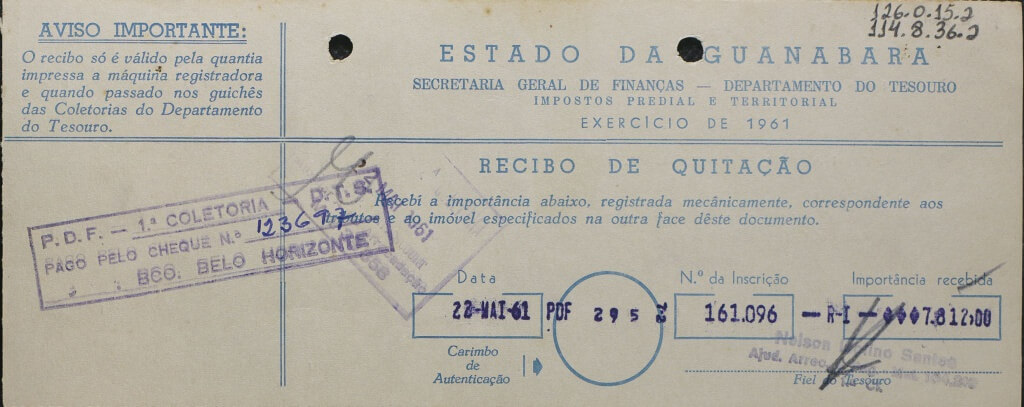 126.0.15.2
114.8.36.2
AVISO IMPORTANTE:
O recibo só é válido pela quantia
impressa a máquina registradora
e quando passado nos guichês
das Coletorias do Departamento
do Tesouro.
ESTADO DA GUANABARA
SECRETARIA GERAL DE FINANÇAS — DEPARTAMENTO DO TESOURO
IMPOSTOS PREDIAL E TERRITORIAL
EXERCÍCIO DE 1961
RECIBO DE QUITAÇÃO
Recebi a importância abaixo, registrada mecânicamente, correspondente aos
tributos e ao imóvel especificados na outra face dêste documento.
P. D. F. — 1.ª COLETORIA D. T. S.
PAGO PELO CHEQUE N.º 123697
BCO. BELO HORIZONTE
Data
N.º da Inscrição
Importância recebida
22-MAI-61 PDF 295
161.096 — R-I — 7.812,00
Carimbo
de
Autenticação
Nelson Santos
Fiel do Tesouro